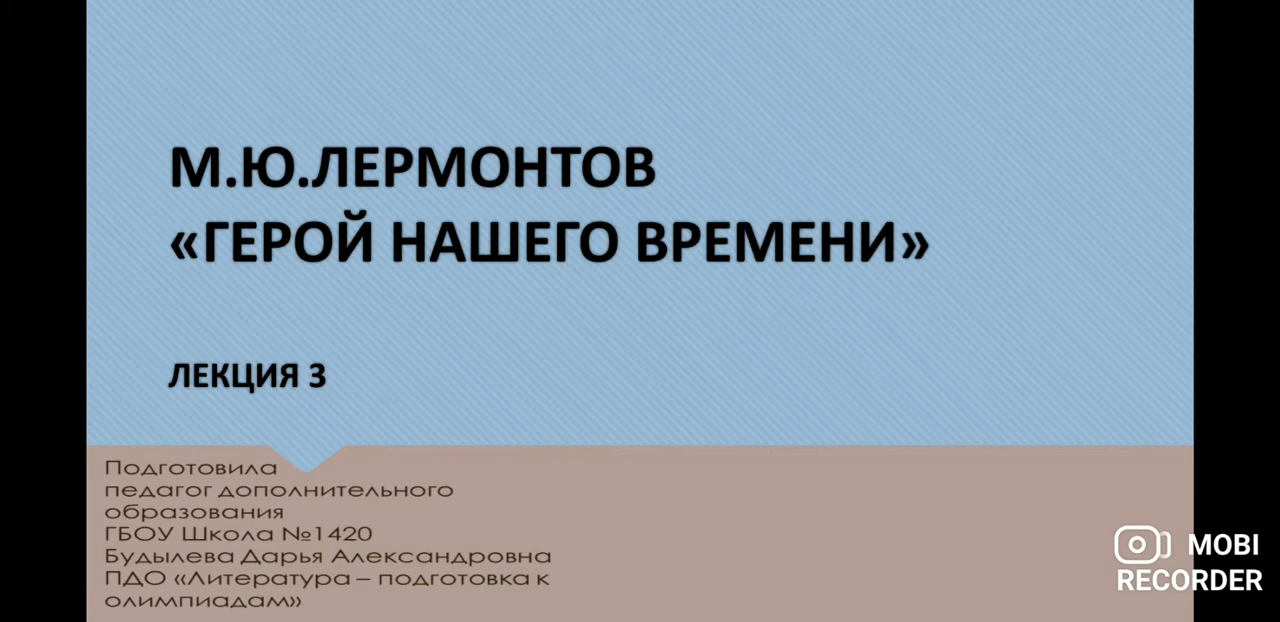 М.Ю.ЛЕРМОНТОВ
«ГЕРОЙ НАШЕГО ВРЕМЕНИ»
ЛЕКЦИЯ 3
Подготовила
педагог дополнительного
образования
ГБОУ Школа №1420
Будылева Дарья Александровна
ПДО «Литература – подготовка к
олимпиадам»
MOBI
RECORDER